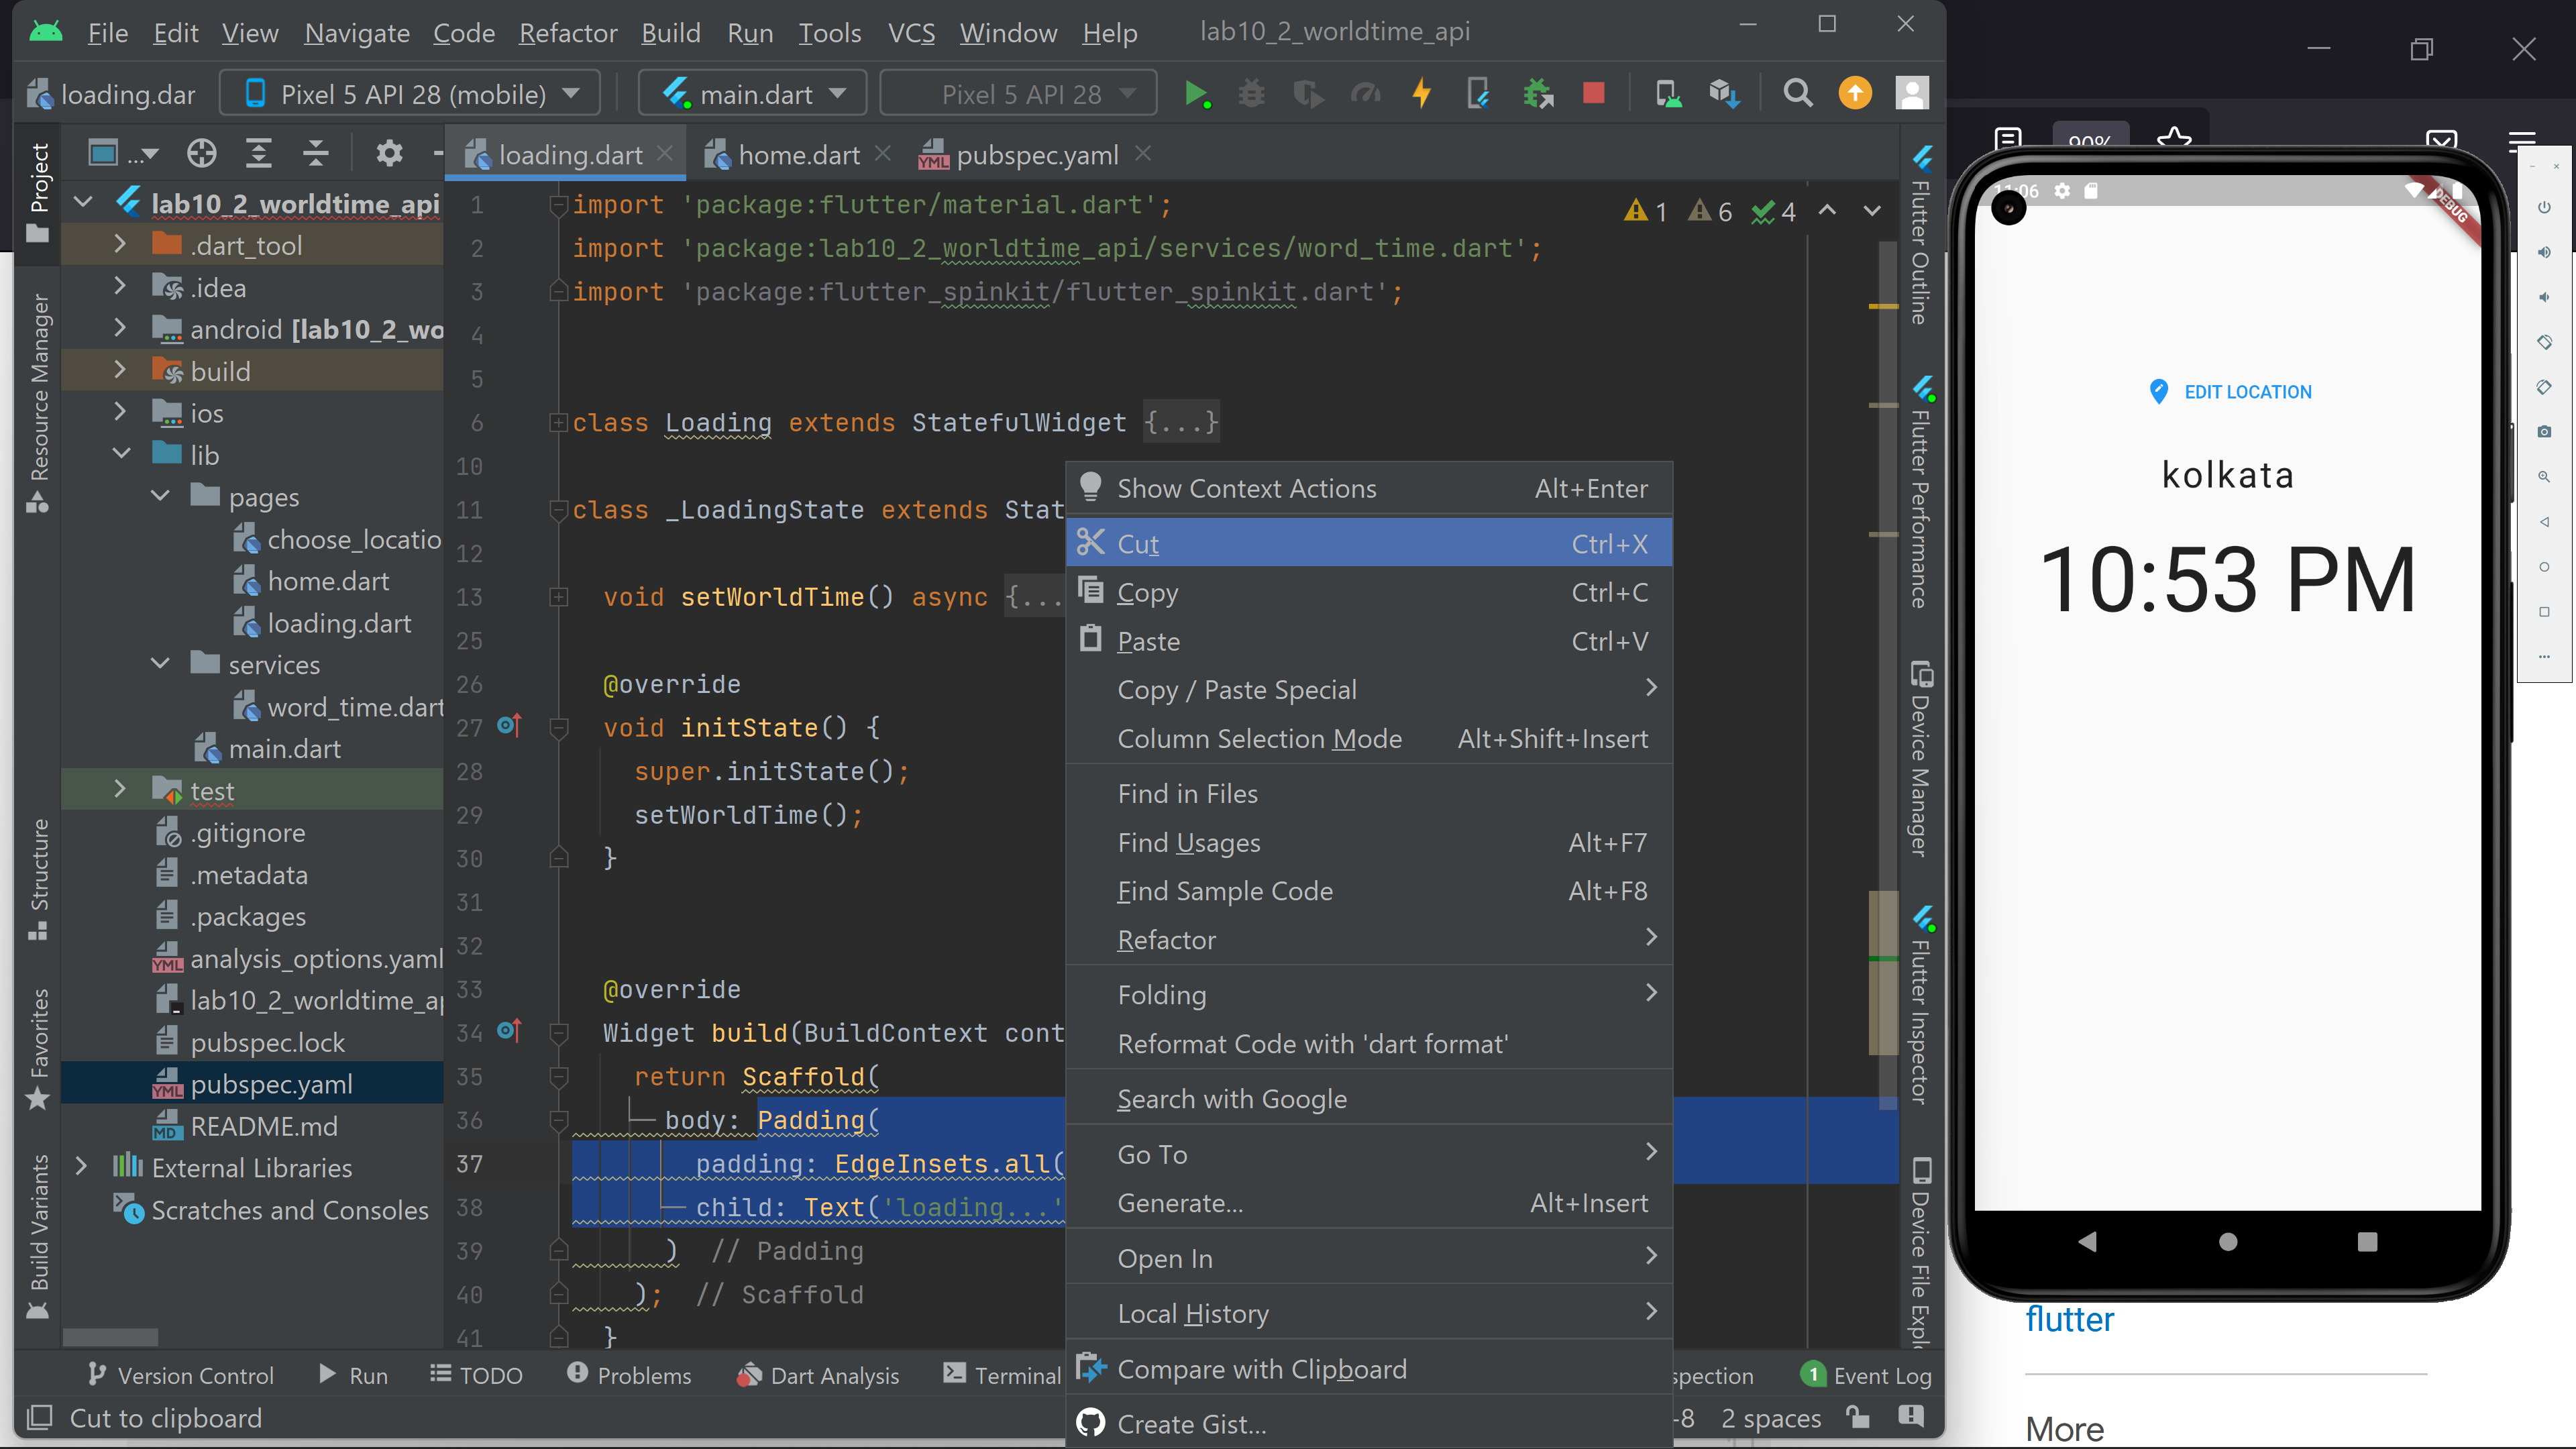 File Edit View Navigate Code Refactor Build Run Tools VCS Window Help lab10_2_worldtime_api
loading.dar Pixel 5 API 28 (mobile) main.dart Pixel 5 API 28
Project
Resource Manager
Structure
Favorites
Build Variants
...
lab10_2_worldtime_api
.dart_tool
.idea
android [lab10_2_wo
build
ios
lib
pages
choose_locatio
home.dart
loading.dart
services
word_time.dart
main.dart
test
.gitignore
.metadata
.packages
analysis_options.yaml
lab10_2_worldtime_ap
pubspec.lock
pubspec.yaml
README.md
External Libraries
Scratches and Consoles
loading.dart home.dart pubspec.yaml
1 6 4
1 import 'package:flutter/material.dart';
2 import 'package:lab10_2_worldtime_api/services/word_time.dart';
3 import 'package:flutter_spinkit/flutter_spinkit.dart';
4
5
6 class Loading extends StatefulWidget {...}
10
11 class _LoadingState extends Stat
12
13 void setWorldTime() async {...
25
26 @override
27 void initState() {
28 super.initState();
29 setWorldTime();
30 }
31
32
33 @override
34 Widget build(BuildContext cont
35 return Scaffold(
36 body: Padding(
37 padding: EdgeInsets.all(
38 child: Text('loading...'
39 ) // Padding
40 ); // Scaffold
41 }
Show Context Actions Alt+Enter
Cut Ctrl+X
Copy Ctrl+C
Paste Ctrl+V
Copy / Paste Special
Column Selection Mode Alt+Shift+Insert
Find in Files
Find Usages Alt+F7
Find Sample Code Alt+F8
Refactor
Folding
Reformat Code with 'dart format'
Search with Google
Go To
Generate... Alt+Insert
Open In
Local History
Compare with Clipboard
Create Gist...
Flutter Outline
Flutter Performance
Device Manager
Flutter Inspector
Device File Explo
Version Control Run TODO Problems Dart Analysis Terminal spection 1 Event Log
Cut to clipboard -8 2 spaces
90%
11:06
DEBUG
EDIT LOCATION
kolkata
10:53 PM
flutter
More